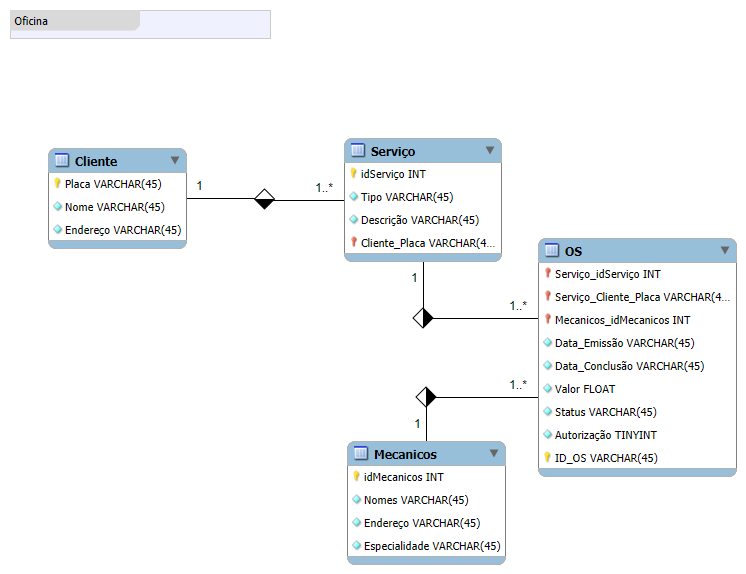 Oficina
Cliente
Placa VARCHAR(45)
Nome VARCHAR(45)
Endereço VARCHAR(45)
1
1..*
Serviço
idServiço INT
Tipo VARCHAR(45)
Descrição VARCHAR(45)
Cliente_Placa VARCHAR(4...
1
1..*
OS
Serviço_idServiço INT
Serviço_Cliente_Placa VARCHAR(4...
Mecanicos_idMecanicos INT
Data_Emissão VARCHAR(45)
Data_Conclusão VARCHAR(45)
Valor FLOAT
Status VARCHAR(45)
Autorização TINYINT
ID_OS VARCHAR(45)
1..*
1
Mecanicos
idMecanicos INT
Nomes VARCHAR(45)
Endereço VARCHAR(45)
Especialidade VARCHAR(45)